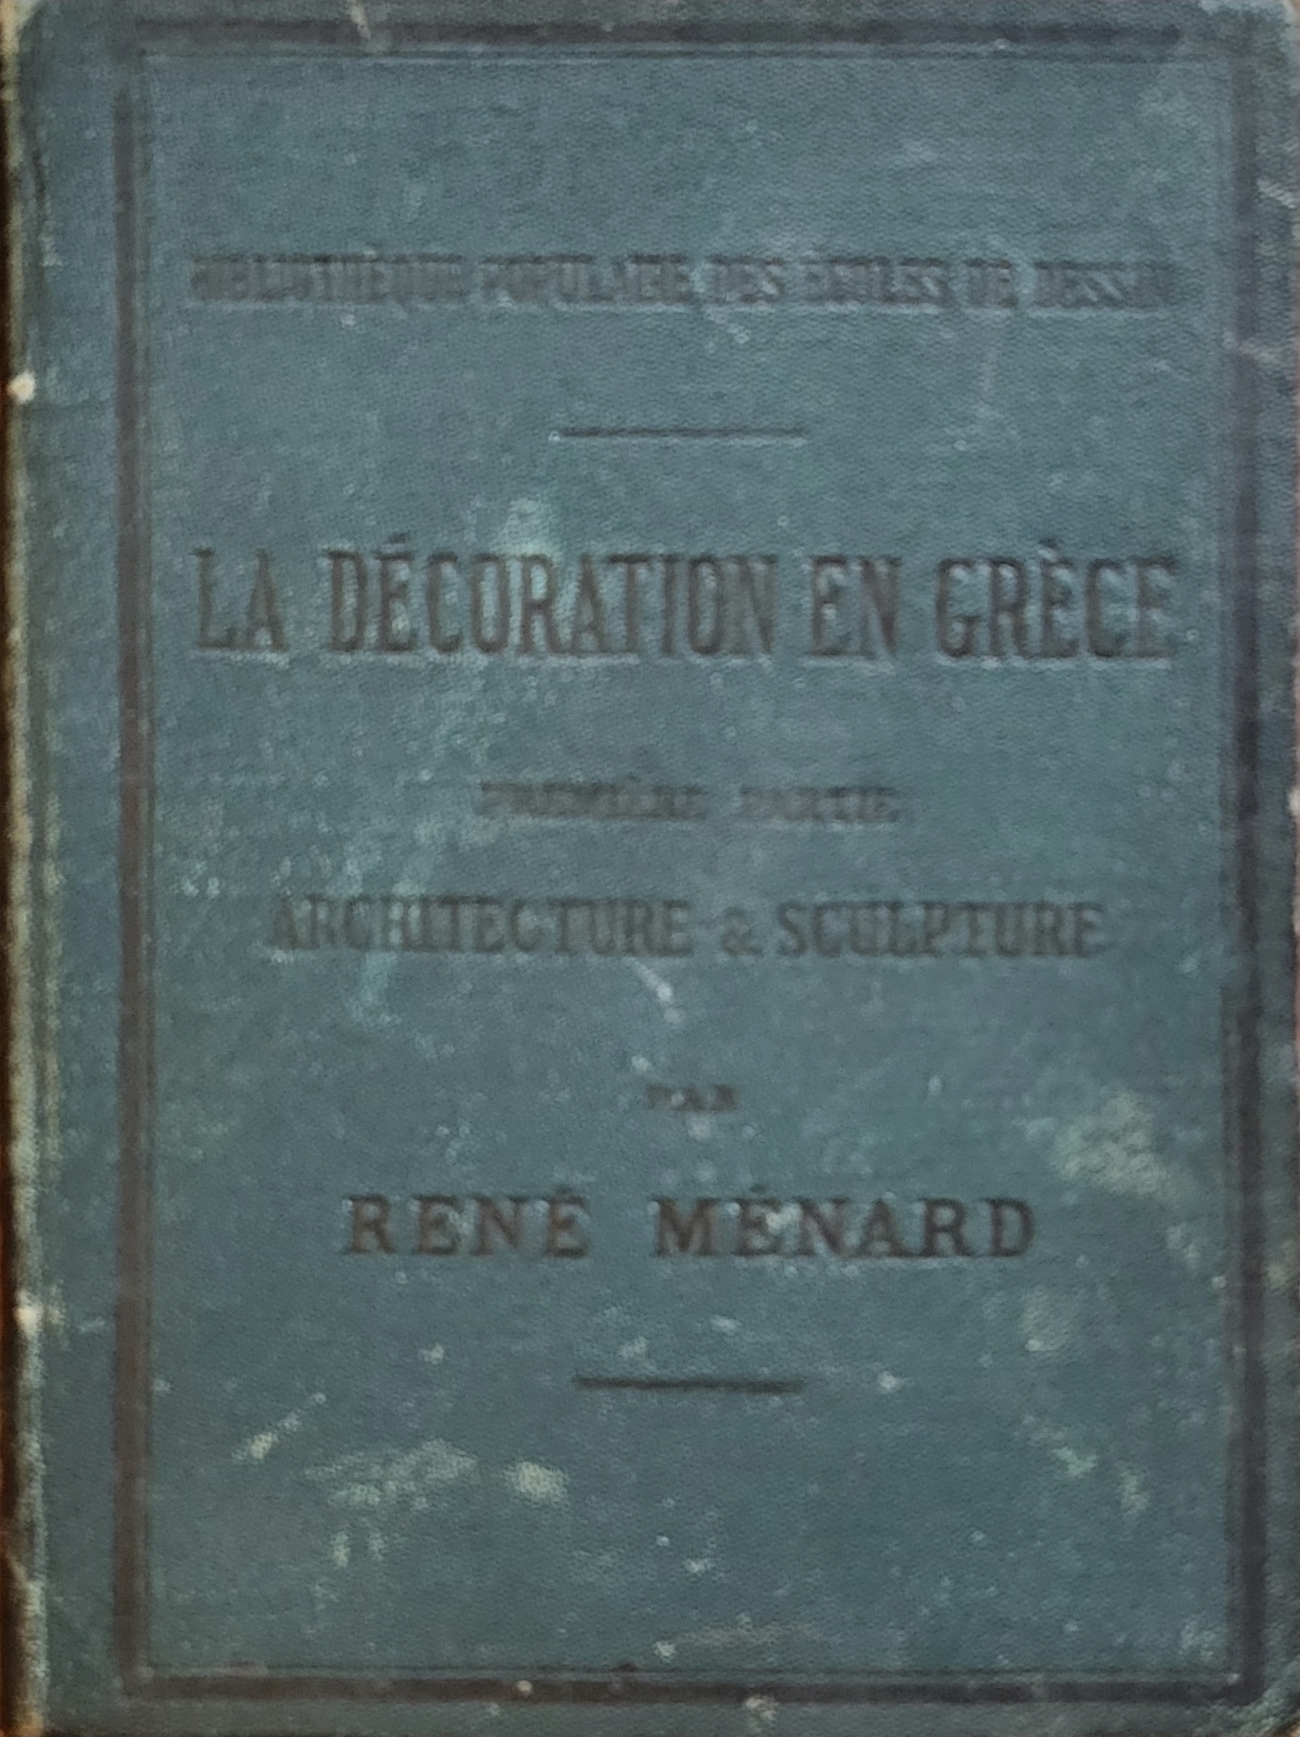 BIBLIOTHÈQUE POPULAIRE DES ÉCOLES DE DESSIN
LA DÉCORATION EN GRÈCE
PREMIÈRE PARTIE
ARCHITECTURE & SCULPTURE
PAR
RENÉ MÉNARD